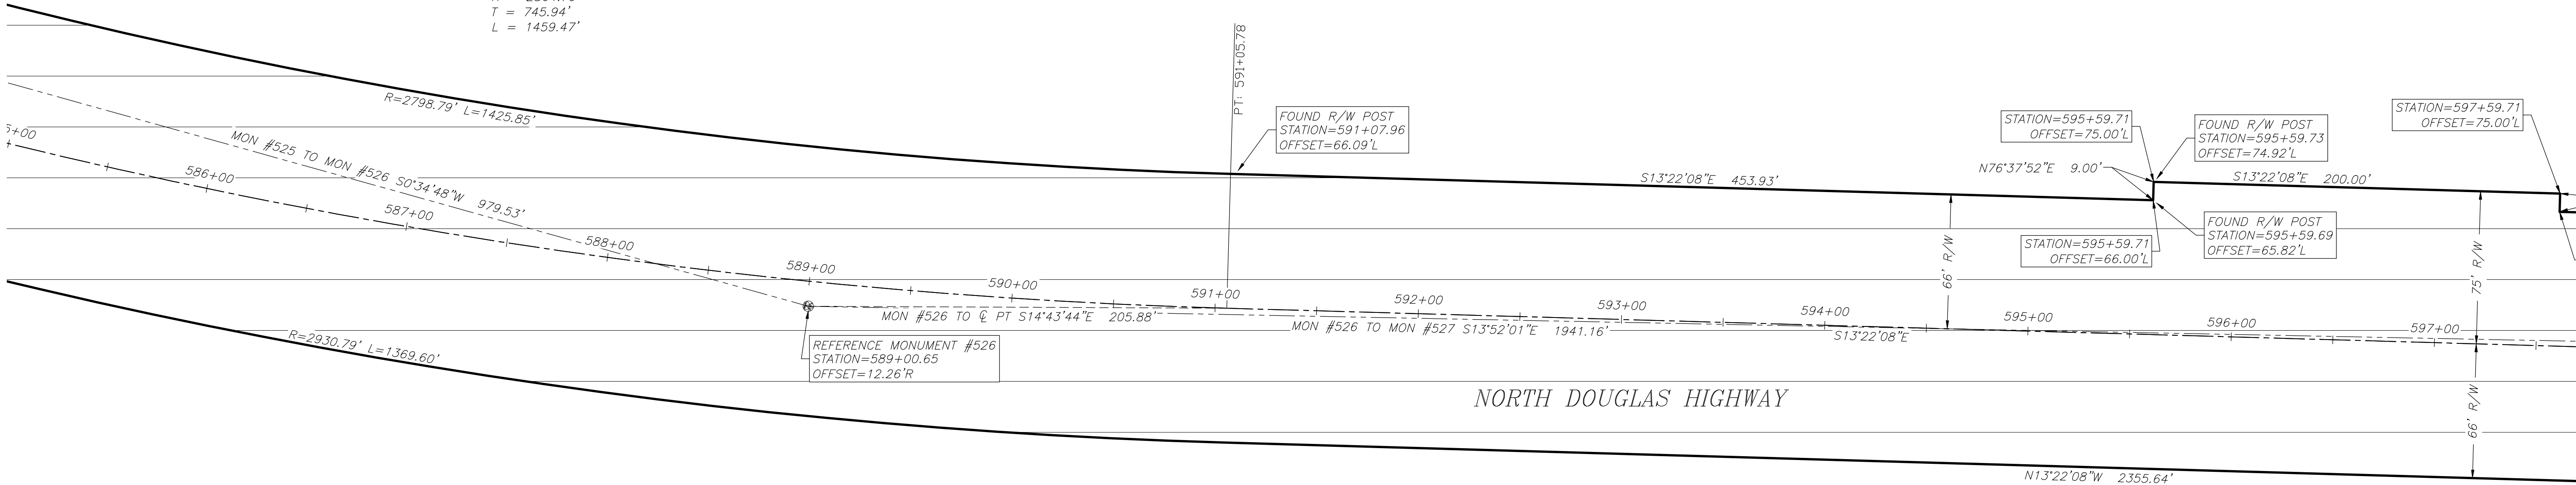 T = 745.94'
L = 1459.47'
R=2798.79' L=1425.85'
MON #525 TO MON #526 S0°34'48"W 979.53'
586+00
587+00
588+00
589+00
590+00
591+00
592+00
593+00
594+00
595+00
596+00
597+00
PT: 591+05.78
FOUND R/W POST
STATION=591+07.96
OFFSET=66.09'L
S13°22'08"E 453.93'
STATION=595+59.71
OFFSET=75.00'L
N76°37'52"E 9.00'
FOUND R/W POST
STATION=595+59.73
OFFSET=74.92'L
S13°22'08"E 200.00'
STATION=597+59.71
OFFSET=75.00'L
STATION=595+59.71
OFFSET=66.00'L
FOUND R/W POST
STATION=595+59.69
OFFSET=65.82'L
66' R/W
75' R/W
66' R/W
MON #526 TO ℄ PT S14°43'44"E 205.88'
MON #526 TO MON #527 S13°52'01"E 1941.16'
S13°22'08"E
REFERENCE MONUMENT #526
STATION=589+00.65
OFFSET=12.26'R
R=2930.79' L=1369.60'
NORTH DOUGLAS HIGHWAY
N13°22'08"W 2355.64'